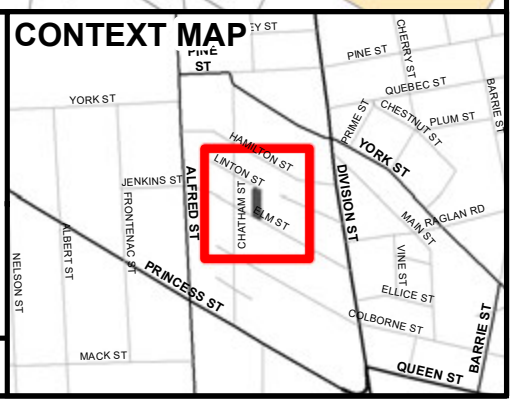 CONTEXT MAP
EY ST
PINE
ST
PINE ST
CHERRY ST
QUEBEC ST
BARRIE ST
YORK ST
PRIME ST
CHESTNUT ST
PLUM ST
HAMILTON ST
YORK ST
LINTON ST
JENKINS ST
ALFRED ST
CHATHAM ST
ELM ST
DIVISION ST
MAIN ST
RAGLAN RD
FRONTENAC ST
ALBERT ST
NELSON ST
PRINCESS ST
VINE ST
ELLICE ST
COLBORNE ST
BARRIE ST
MACK ST
QUEEN ST